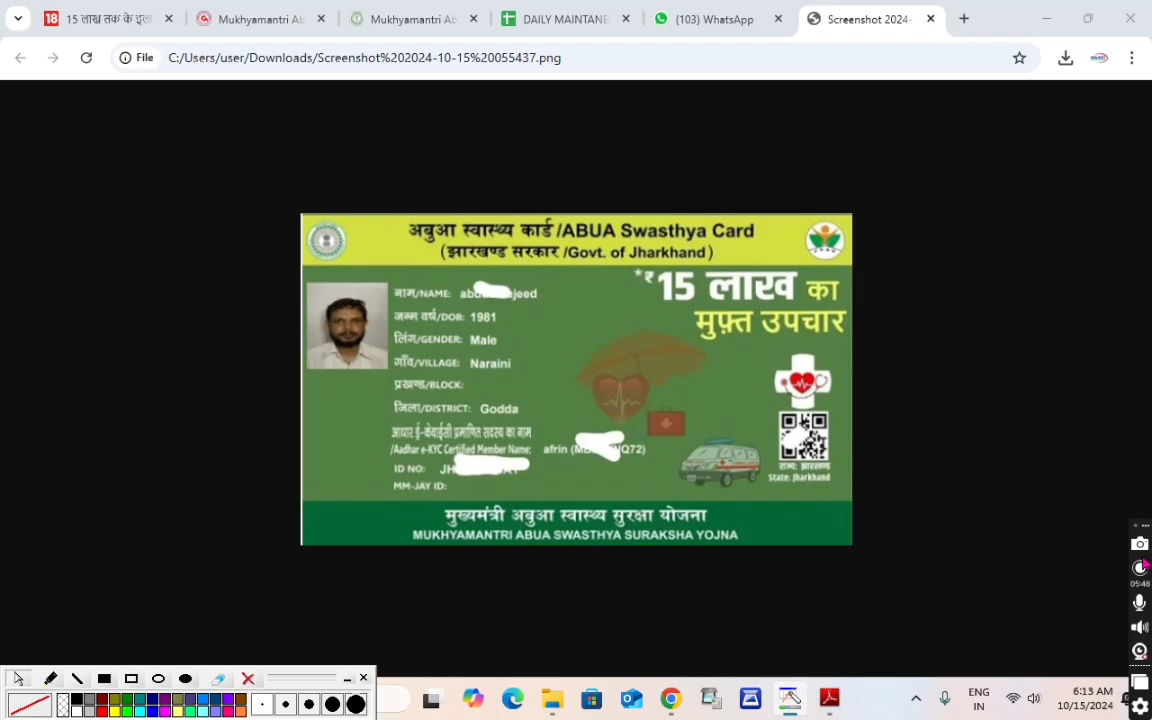 15 लाख तक के इल
Mukhyamantri Ab
Mukhyamantri Ab
DAILY MAINTANE
(103) WhatsApp
Screenshot 2024-
File
C:/Users/user/Downloads/Screenshot%202024-10-15%20055437.png
अबुआ स्वास्थ्य कार्ड/ABUA Swasthya Card
(झारखण्ड सरकार/Govt. of Jharkhand)
*₹15 लाख का
मुफ़्त उपचार
नाम/NAME:
जन्म वर्ष/DOB: 1981
लिंग/GENDER: Male
गाँव/VILLAGE: Naraini
प्रखण्ड/BLOCK:
जिला/DISTRICT: Godda
आधार ई-केवाईसी प्रमाणित सदस्य का नाम
/Aadhar e-KYC Certified Member Name: afrin
ID NO:
MM-JAY ID:
राज्य: झारखण्ड
State: Jharkhand
मुख्यमंत्री अबुआ स्वास्थ्य सुरक्षा योजना
MUKHYAMANTRI ABUA SWASTHYA SURAKSHA YOJNA
05:48
ENG
IN
6:13 AM
10/15/2024